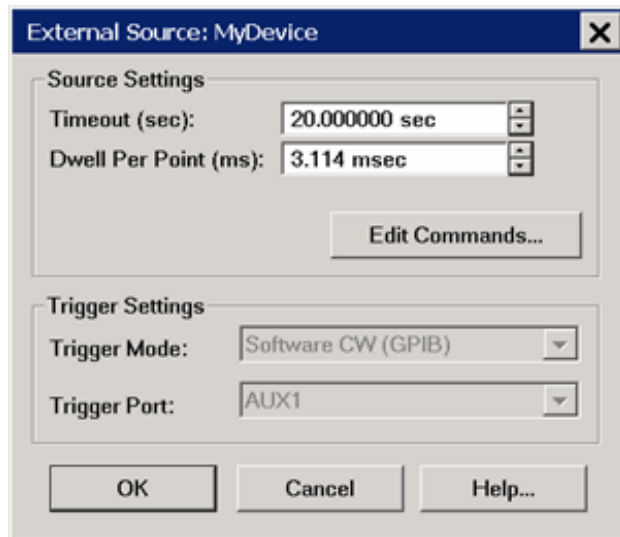 External Source: MyDevice
Source Settings
Timeout (sec): 20.000000 sec
Dwell Per Point (ms): 3.114 msec
Edit Commands...
Trigger Settings
Trigger Mode: Software CW (GPIB)
Trigger Port: AUX1
OK Cancel Help...